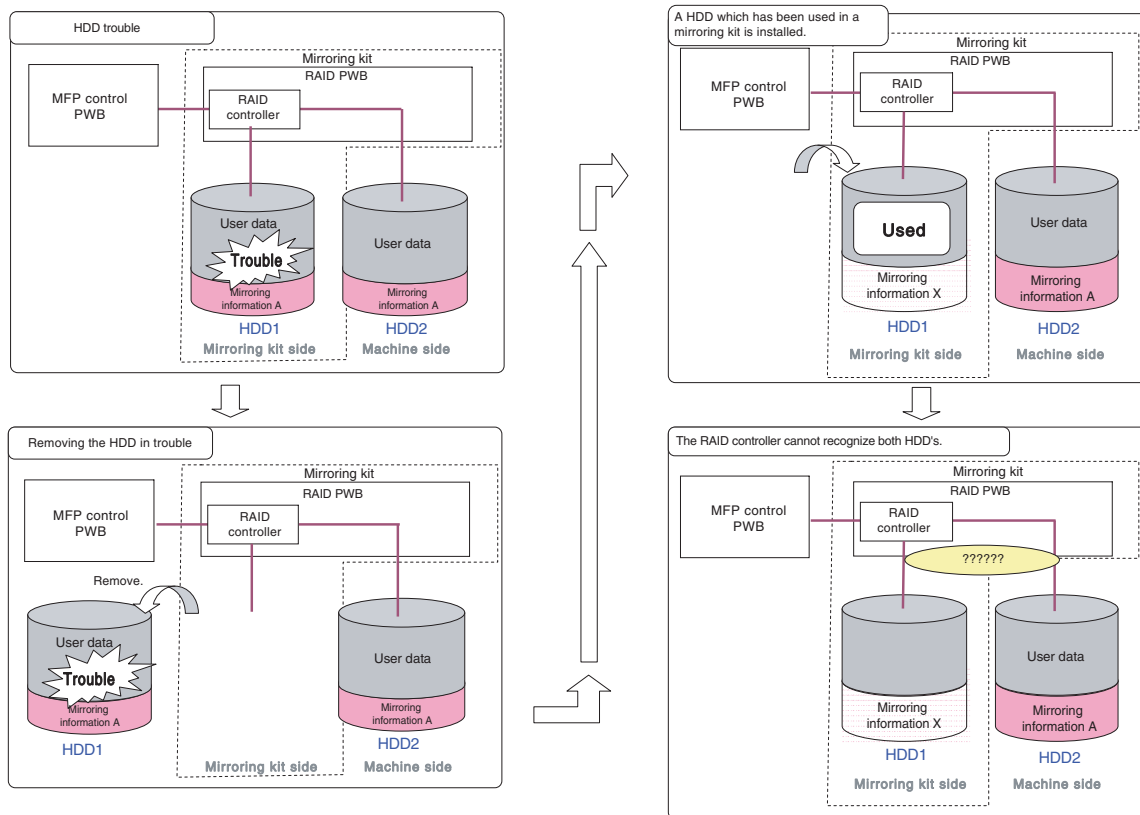 HDD trouble
Mirroring kit
RAID PWB
MFP control
PWB
RAID
controller
User data
Trouble
Mirroring
information A
HDD1
Mirroring kit side
User data
Mirroring
information A
HDD2
Machine side
Removing the HDD in trouble
Mirroring kit
RAID PWB
MFP control
PWB
RAID
controller
Remove.
User data
Trouble
Mirroring
information A
HDD1
Mirroring kit side
User data
Mirroring
information A
HDD2
Machine side
A HDD which has been used in a
mirroring kit is installed.
Mirroring kit
RAID PWB
MFP control
PWB
RAID
controller
Used
Mirroring
information X
HDD1
Mirroring kit side
User data
Mirroring
information A
HDD2
Machine side
The RAID controller cannot recognize both HDD's.
Mirroring kit
RAID PWB
MFP control
PWB
RAID
controller
??????
Mirroring
information X
HDD1
Mirroring kit side
User data
Mirroring
information A
HDD2
Machine side